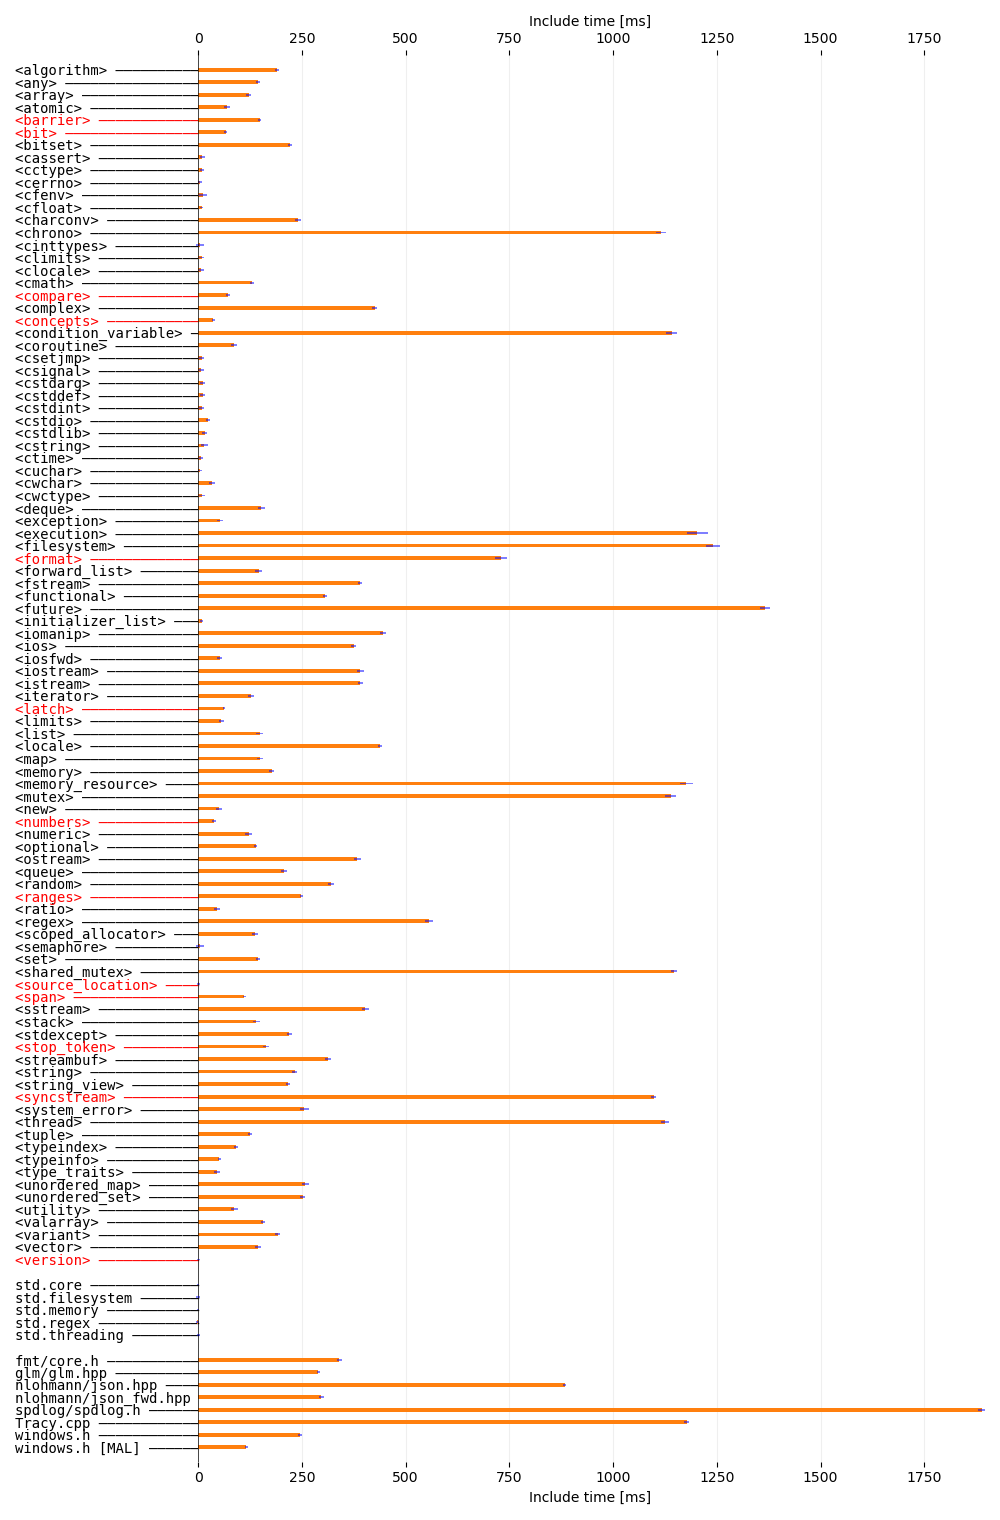 Include time [ms]
0 250 500 750 1000 1250 1500 1750
<algorithm>
<any>
<array>
<atomic>
<barrier>
<bit>
<bitset>
<cassert>
<cctype>
<cerrno>
<cfenv>
<cfloat>
<charconv>
<chrono>
<cinttypes>
<climits>
<clocale>
<cmath>
<compare>
<complex>
<concepts>
<condition_variable>
<coroutine>
<csetjmp>
<csignal>
<cstdarg>
<cstddef>
<cstdint>
<cstdio>
<cstdlib>
<cstring>
<ctime>
<cuchar>
<cwchar>
<cwctype>
<deque>
<exception>
<execution>
<filesystem>
<format>
<forward_list>
<fstream>
<functional>
<future>
<initializer_list>
<iomanip>
<ios>
<iosfwd>
<iostream>
<istream>
<iterator>
<latch>
<limits>
<list>
<locale>
<map>
<memory>
<memory_resource>
<mutex>
<new>
<numbers>
<numeric>
<optional>
<ostream>
<queue>
<random>
<ranges>
<ratio>
<regex>
<scoped_allocator>
<semaphore>
<set>
<shared_mutex>
<source_location>
<span>
<sstream>
<stack>
<stdexcept>
<stop_token>
<streambuf>
<string>
<string_view>
<syncstream>
<system_error>
<thread>
<tuple>
<typeindex>
<typeinfo>
<type_traits>
<unordered_map>
<unordered_set>
<utility>
<valarray>
<variant>
<vector>
<version>
std.core
std.filesystem
std.memory
std.regex
std.threading
fmt/core.h
glm/glm.hpp
nlohmann/json.hpp
nlohmann/json_fwd.hpp
spdlog/spdlog.h
Tracy.cpp
windows.h
windows.h [MAL]
0 250 500 750 1000 1250 1500 1750
Include time [ms]